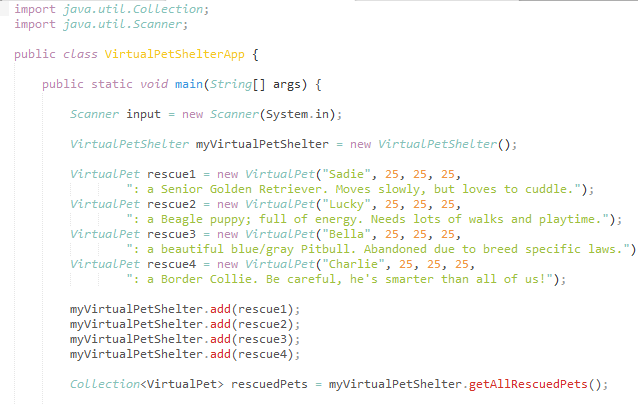 import java.util.Collection;
import java.util.Scanner;
public class VirtualPetShelterApp {
public static void main(String[] args) {
Scanner input = new Scanner(System.in);
VirtualPetShelter myVirtualPetShelter = new VirtualPetShelter();
VirtualPet rescue1 = new VirtualPet("Sadie", 25, 25, 25,
": a Senior Golden Retriever. Moves slowly, but loves to cuddle.");
VirtualPet rescue2 = new VirtualPet("Lucky", 25, 25, 25,
": a Beagle puppy; full of energy. Needs lots of walks and playtime.");
VirtualPet rescue3 = new VirtualPet("Bella", 25, 25, 25,
": a beautiful blue/gray Pitbull. Abandoned due to breed specific laws.")
VirtualPet rescue4 = new VirtualPet("Charlie", 25, 25, 25,
": a Border Collie. Be careful, he's smarter than all of us!");
myVirtualPetShelter.add(rescue1);
myVirtualPetShelter.add(rescue2);
myVirtualPetShelter.add(rescue3);
myVirtualPetShelter.add(rescue4);
Collection<VirtualPet> rescuedPets = myVirtualPetShelter.getAllRescuedPets();